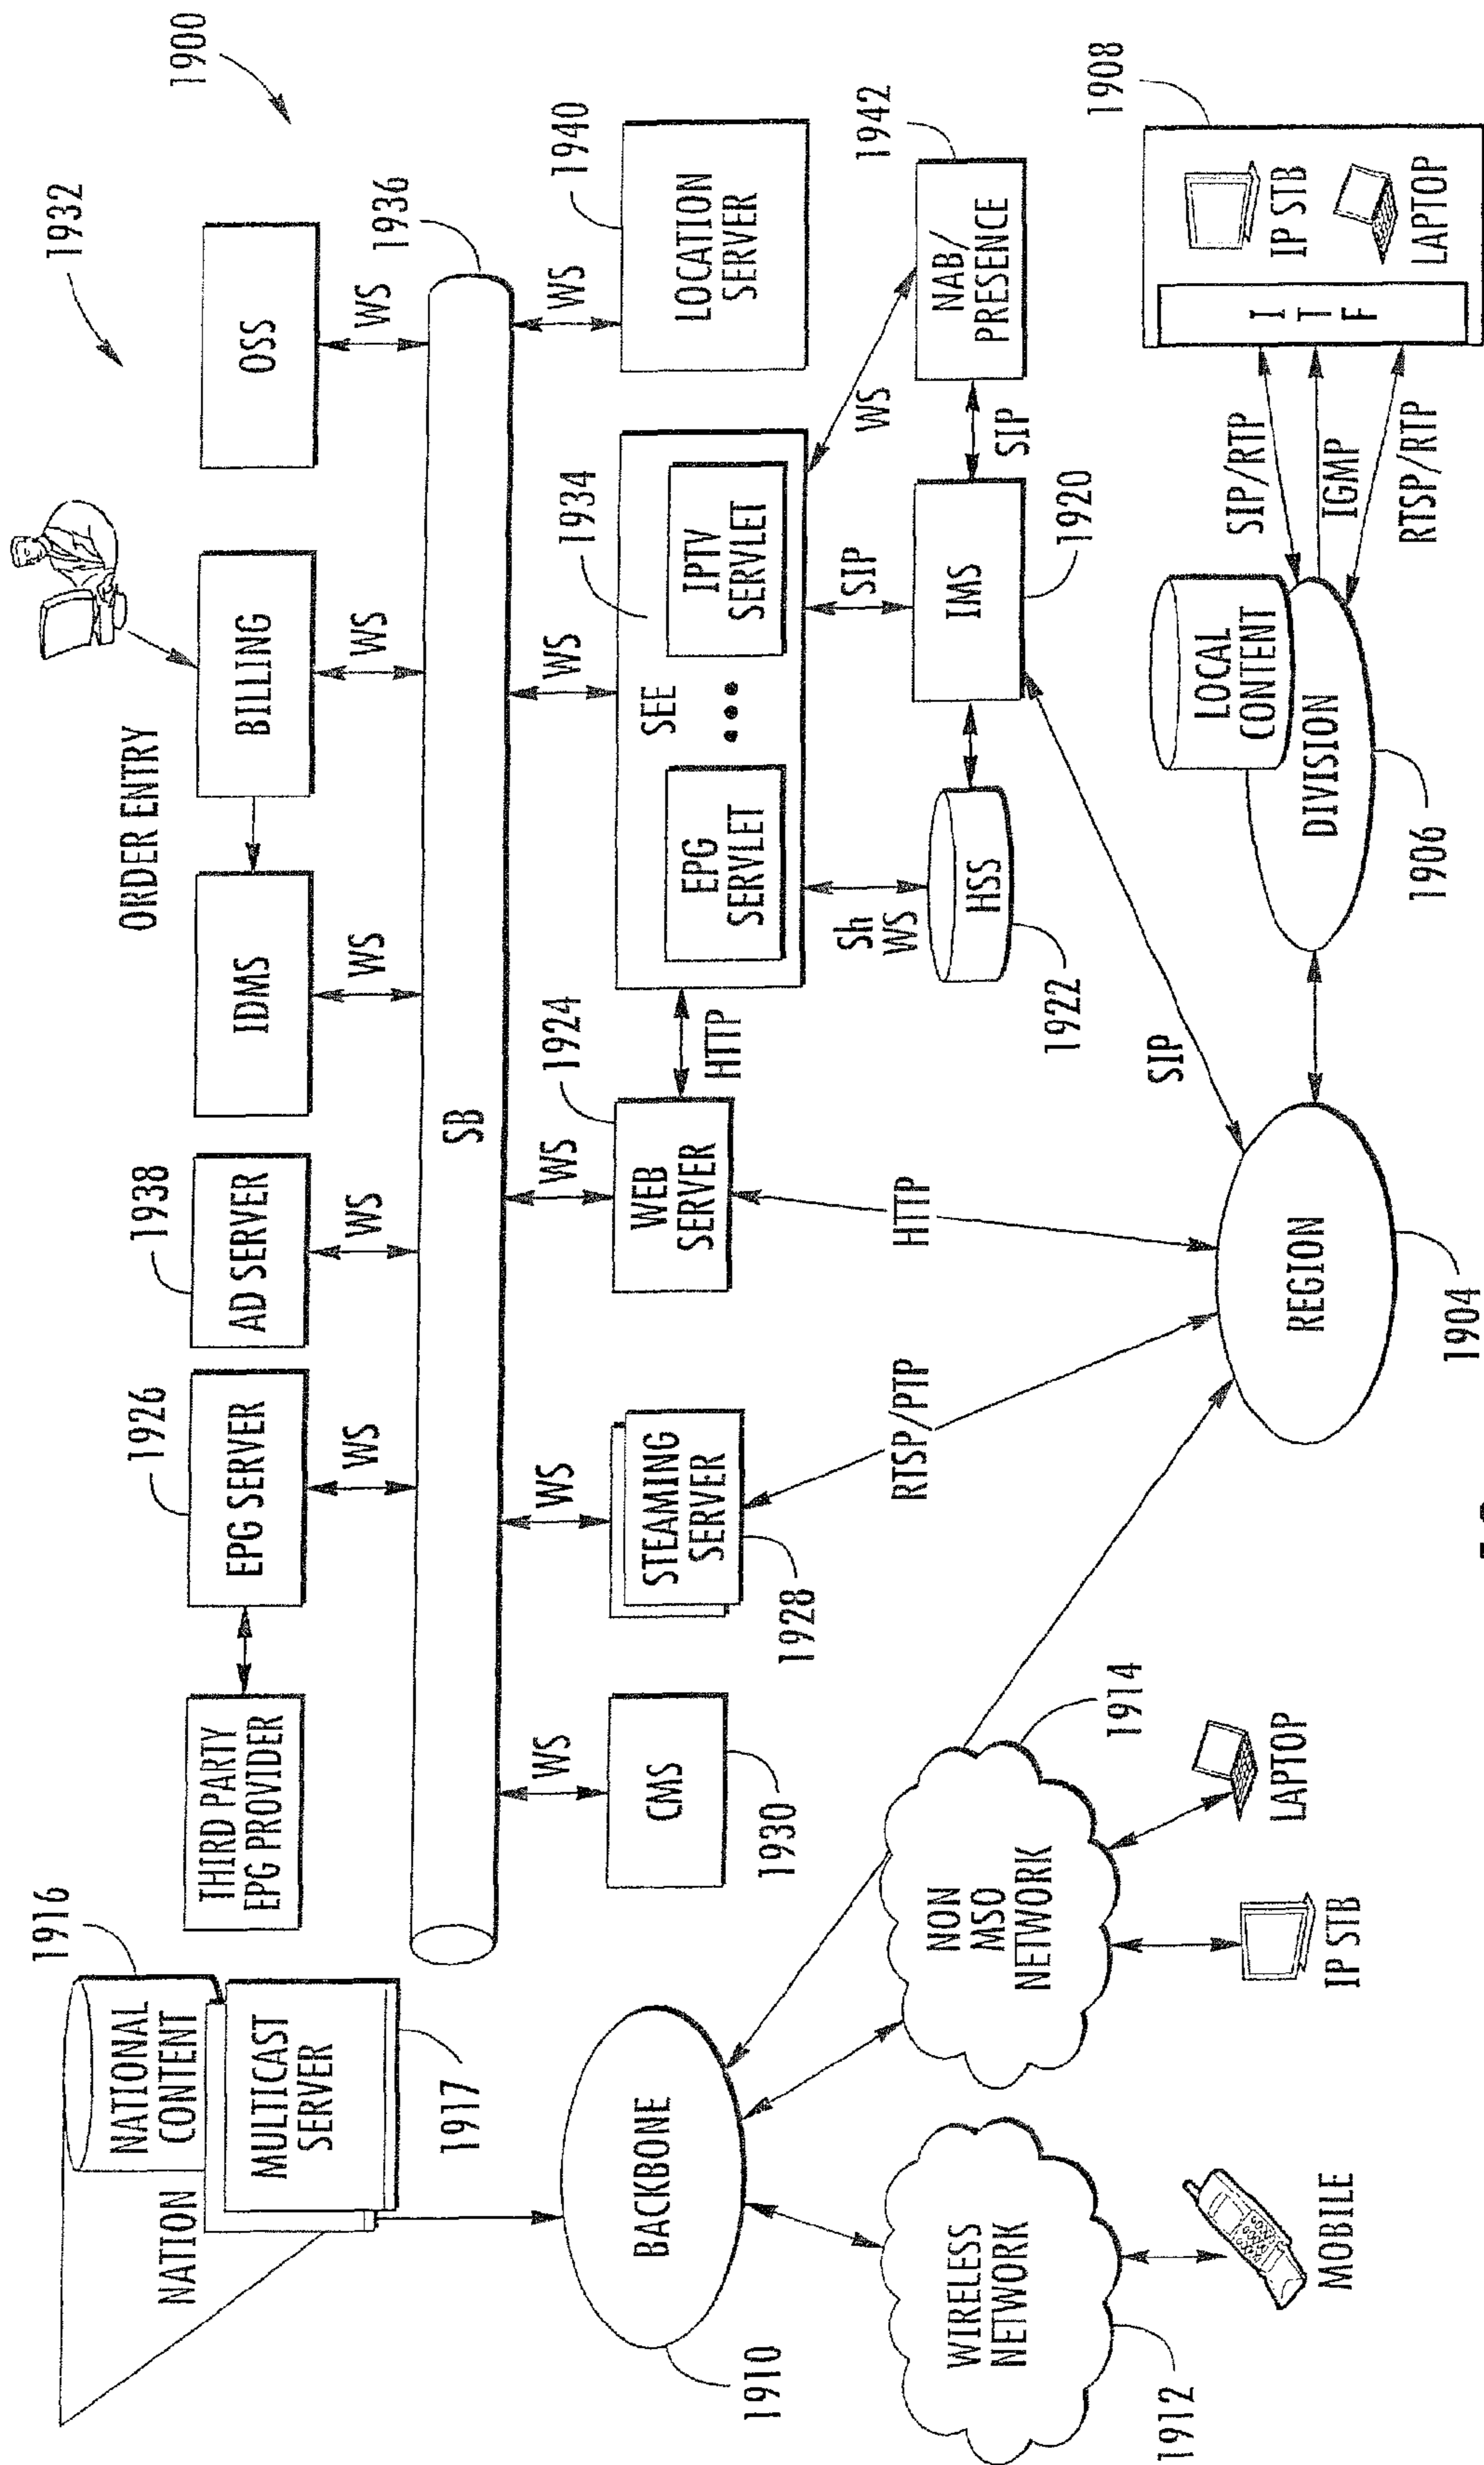 1900
1932
ORDER ENTRY
1916
NATIONAL
CONTENT
NATION
MULTICAST
SERVER
1917
THIRD PARTY
EPG PROVIDER
1926
EPG SERVER
1938
AD SERVER
IDMS
BILLING
OSS
WS
WS
WS
WS
WS
1936
SB
WS
WS
WS
WS
WS
CMS
1930
STEAMING
SERVER
1928
WEB
SERVER
1924
HTTP
SEE
1934
EPG
SERVLET
IPTV
SERVLET
LOCATION
SERVER
1940
Sh
WS
HSS
1922
SIP
IMS
1920
SIP
WS
NAB/
PRESENCE
1942
BACKBONE
1910
RTSP/PTP
HTTP
SIP
WIRELESS
NETWORK
1912
MOBILE
NON
MSO
NETWORK
1914
IP STB
LAPTOP
REGION
1904
LOCAL
CONTENT
DIVISION
1906
SIP/RTP
IGMP
RTSP/RTP
I
T
F
IP STB
LAPTOP
1908